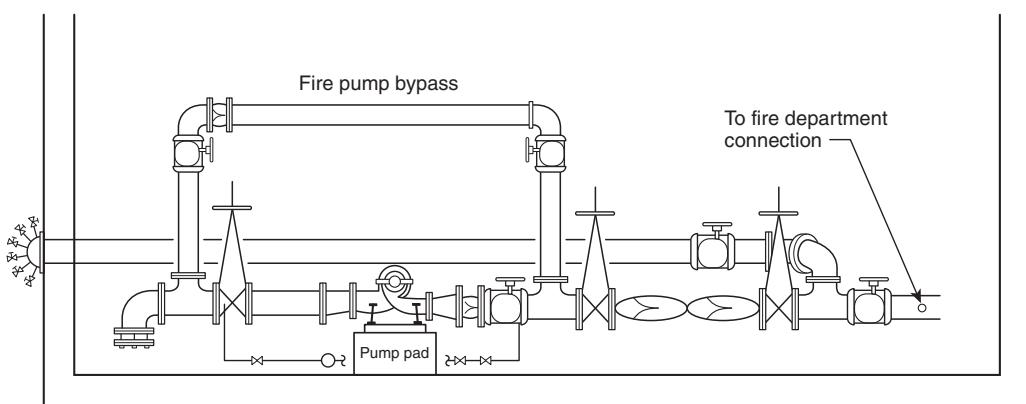 Fire pump bypass
To fire department
connection
Pump pad